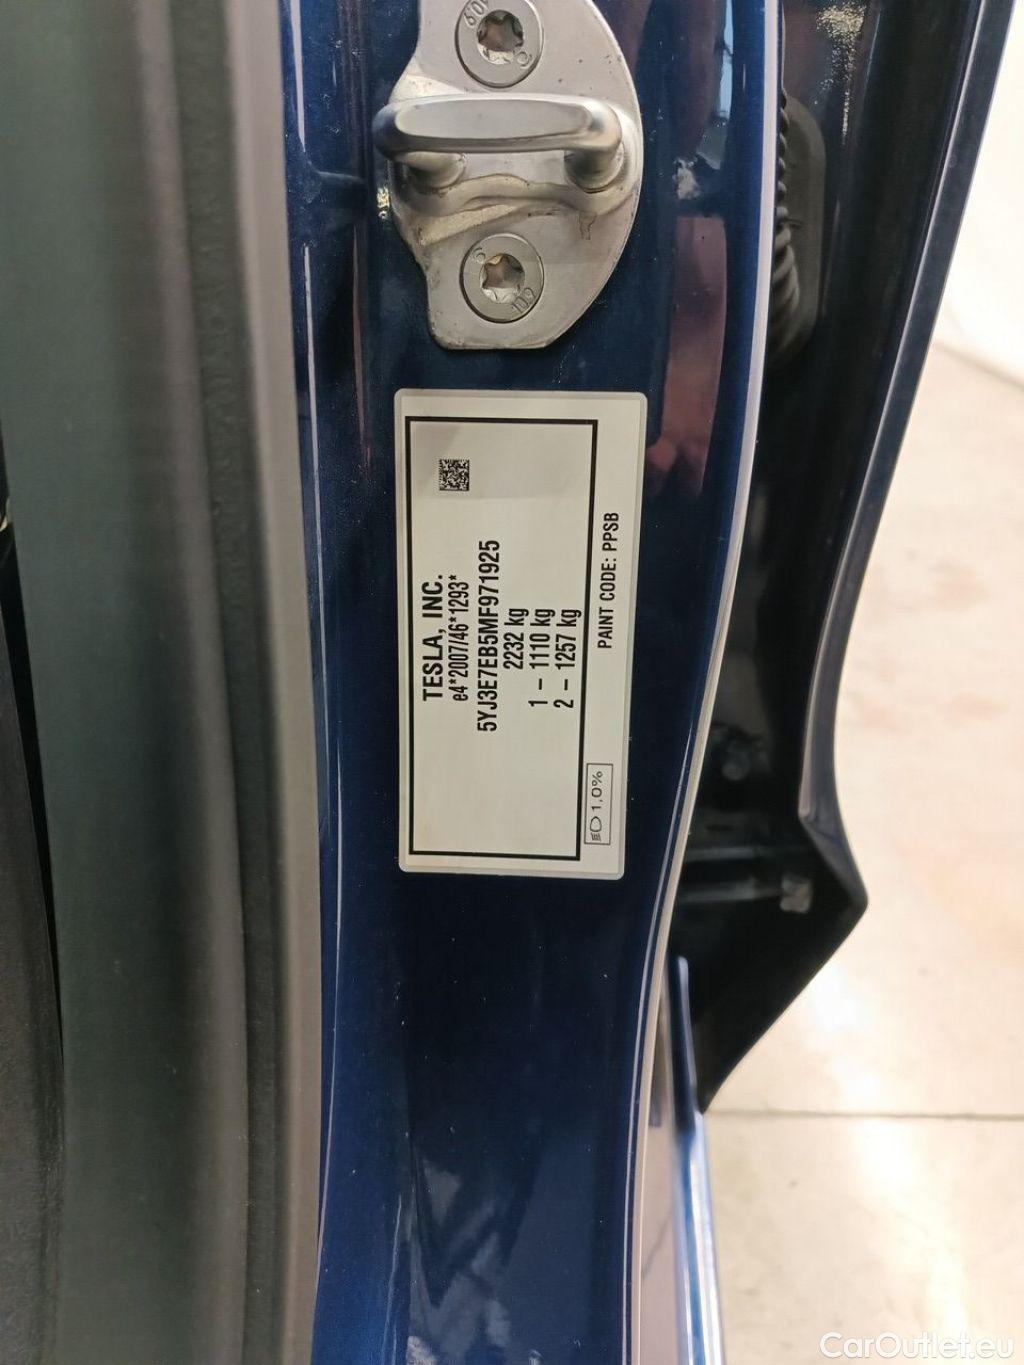 TESLA, INC.
e4*2007/46*1293*
5YJ3E7EB5MF971925
2232 kg
1 – 1110 kg
2 – 1257 kg
PAINT CODE: PPSB
1,0%
CarOutlet.eu